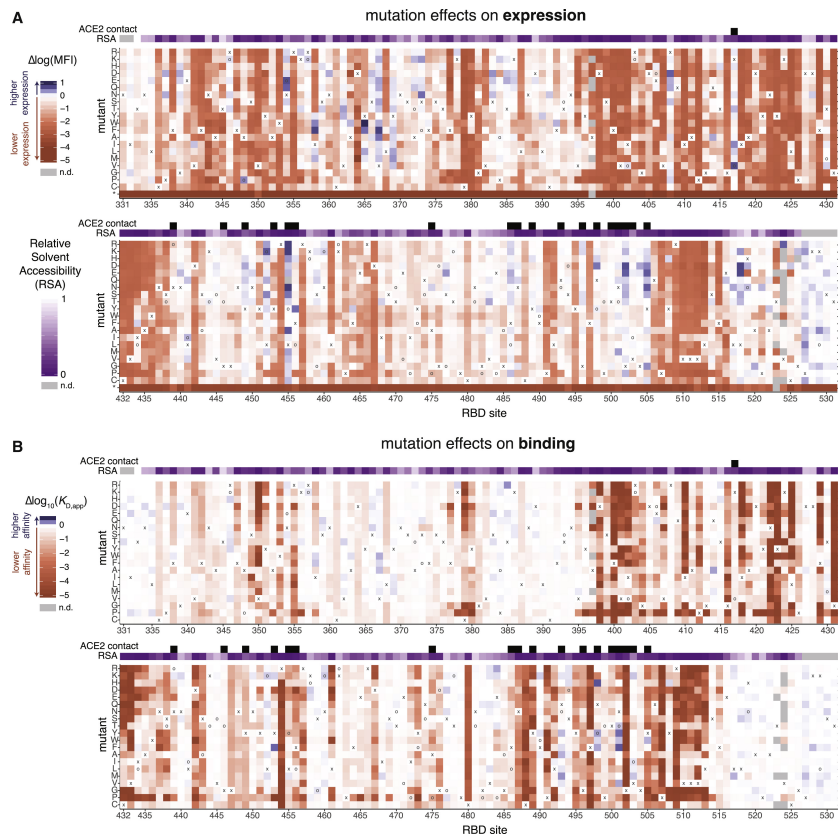 A
mutation effects on expression
ACE2 contact
RSA
Δlog(MFI)
higher expression
lower expression
1
0
−1
−2
−3
−4
−5
n.d.
mutant
R
K
H
D
E
Q
N
S
T
Y
W
F
A
I
L
M
V
G
P
C
*
331 335 340 345 350 355 360 365 370 375 380 385 390 395 400 405 410 415 420 425 430
ACE2 contact
RSA
Relative
Solvent
Accessibility
(RSA)
1
0
n.d.
mutant
R
K
H
D
E
Q
N
S
T
Y
W
F
A
I
L
M
V
G
P
C
*
432 435 440 445 450 455 460 465 470 475 480 485 490 495 500 505 510 515 520 525 530
RBD site
B
mutation effects on binding
ACE2 contact
RSA
Δlog10(KD,app)
higher affinity
lower affinity
0
−1
−2
−3
−4
−5
n.d.
mutant
R
K
H
D
E
Q
N
S
T
Y
W
F
A
I
L
M
V
G
P
C
331 335 340 345 350 355 360 365 370 375 380 385 390 395 400 405 410 415 420 425 430
ACE2 contact
RSA
mutant
R
K
H
D
E
Q
N
S
T
Y
W
F
A
I
L
M
V
G
P
C
432 435 440 445 450 455 460 465 470 475 480 485 490 495 500 505 510 515 520 525 530
RBD site